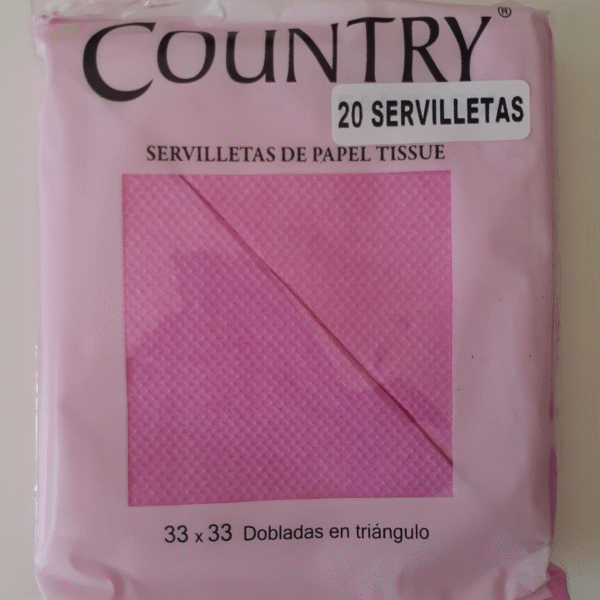 COUNTRY®
20 SERVILLETAS
SERVILLETAS DE PAPEL TISSUE
33 x 33 Dobladas en triángulo